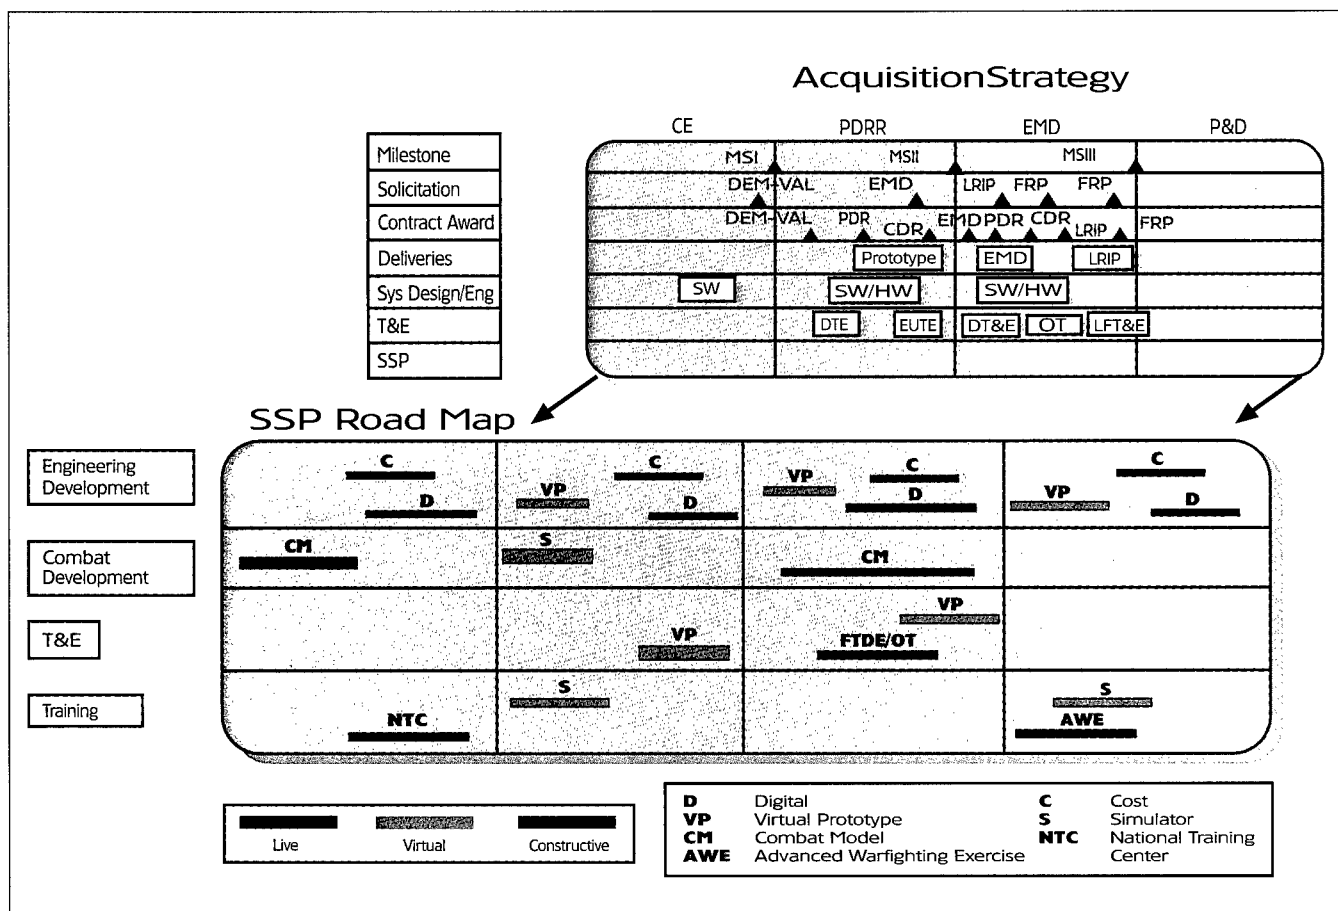 AcquisitionStrategy
CE PDRR EMD P&D
Milestone MSI MSII MSIII
Solicitation DEM-VAL EMD LRIP FRP FRP
Contract Award DEM-VAL PDR CDR EMD PDR CDR LRIP FRP
Deliveries Prototype EMD LRIP
Sys Design/Eng SW SW/HW SW/HW
T&E DTE EUTE DT&E OT LFT&E
SSP
SSP Road Map
Engineering
Development
C C VP C VP C
D VP D D D
Combat
Development
CM S CM
T&E
VP
VP FTDE/OT
Training
S S
NTC AWE
Live Virtual Constructive
D Digital C Cost
VP Virtual Prototype S Simulator
CM Combat Model NTC National Training
AWE Advanced Warfighting Exercise Center